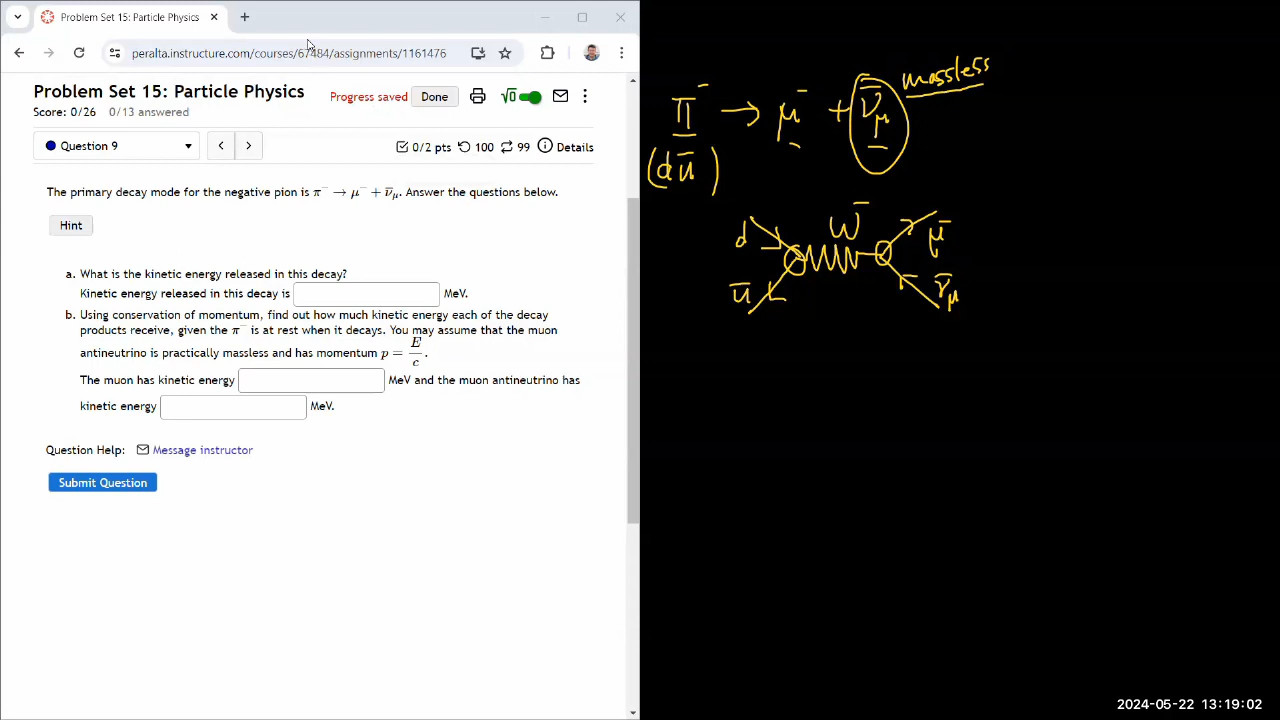 Problem Set 15: Particle Physics
peralta.instructure.com/courses/67484/assignments/1161476
Problem Set 15: Particle Physics
Progress saved
Done
√0
Score: 0/26 0/13 answered
Question 9
0/2 pts 100 99 Details
The primary decay mode for the negative pion is π⁻ → μ⁻ + ν̅_μ. Answer the questions below.
Hint
a. What is the kinetic energy released in this decay?
Kinetic energy released in this decay is MeV.
b. Using conservation of momentum, find out how much kinetic energy each of the decay
products receive, given the π⁻ is at rest when it decays. You may assume that the muon
antineutrino is practically massless and has momentum p = E/c.
The muon has kinetic energy MeV and the muon antineutrino has
kinetic energy MeV.
Question Help: Message instructor
Submit Question
massless
π⁻ → μ⁻ + ν̅_μ
(du̅)
W⁻
d μ⁻
u̅ ν̅_μ
2024-05-22 13:19:02